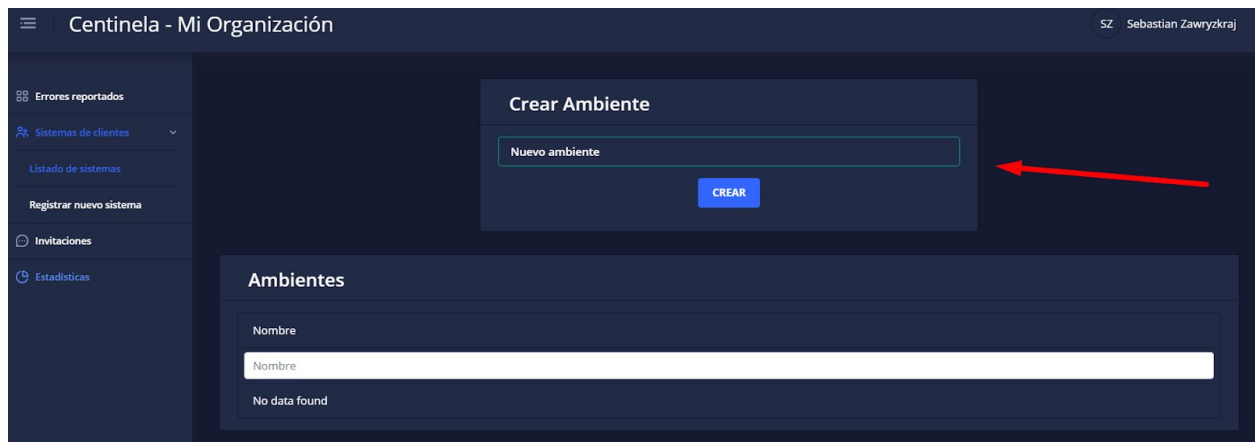 Centinela - Mi Organización
SZ Sebastian Zawryzkraj
Errores reportados
Sistemas de clientes
Listado de sistemas
Registrar nuevo sistema
Invitaciones
Estadísticas
Crear Ambiente
Nuevo ambiente
CREAR
Ambientes
Nombre
Nombre
No data found